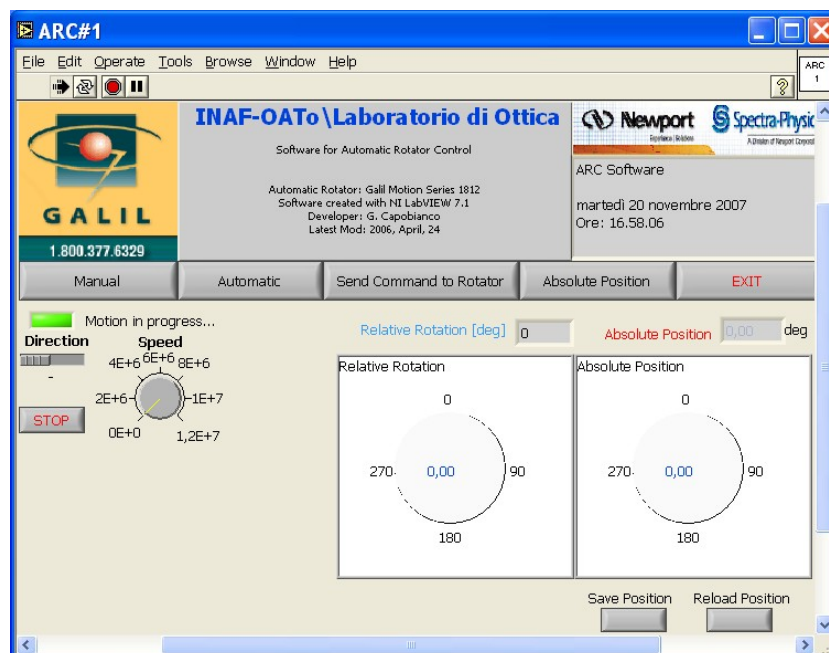 ARC#1
File Edit Operate Tools Browse Window Help
ARC
1
?
GALIL
1.800.377.6329
INAF-OATo\Laboratorio di Ottica
Software for Automatic Rotator Control
Automatic Rotator: Galil Motion Series 1812
Software created with NI LabVIEW 7.1
Developer: G. Capobianco
Latest Mod: 2006, April, 24
Newport
Experience | Solutions
Spectra-Physic
A Division of Newport Corporat
ARC Software
martedì 20 novembre 2007
Ore: 16.58.06
Manual Automatic Send Command to Rotator Absolute Position EXIT
Motion in progress...
Direction Speed
-
STOP
0E+0 2E+6 4E+6 6E+6 8E+6 1E+7 1,2E+7
Relative Rotation [deg] 0
Absolute Position 0,00 deg
Relative Rotation
0
270 0,00 90
180
Absolute Position
0
270 0,00 90
180
Save Position Reload Position